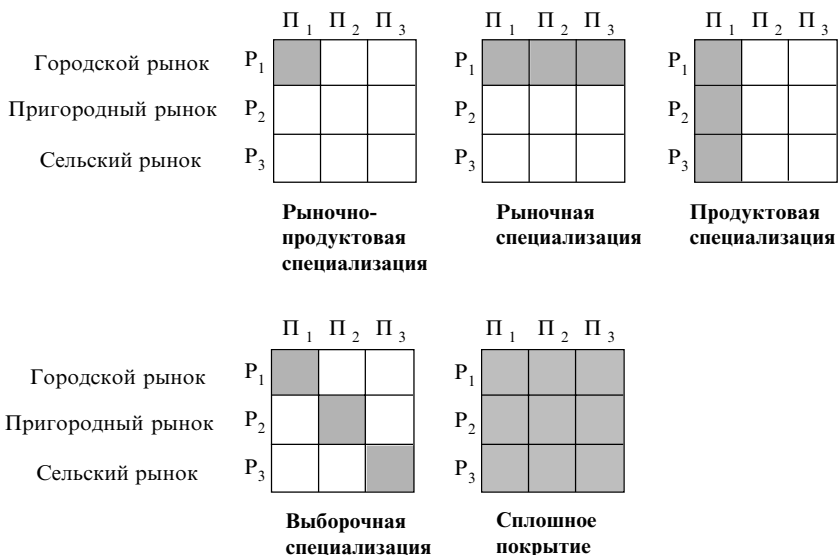 П 1 П 2 П 3 П 1 П 2 П 3 П 1 П 2 П 3
Городской рынок Р1 Р1 Р1
Пригородный рынок Р2 Р2 Р2
Сельский рынок Р3 Р3 Р3
Рыночно- Рыночная Продуктовая
продуктовая специализация специализация
специализация
П 1 П 2 П 3 П 1 П 2 П 3
Городской рынок Р1 Р1
Пригородный рынок Р2 Р2
Сельский рынок Р3 Р3
Выборочная Сплошное
специализация покрытие